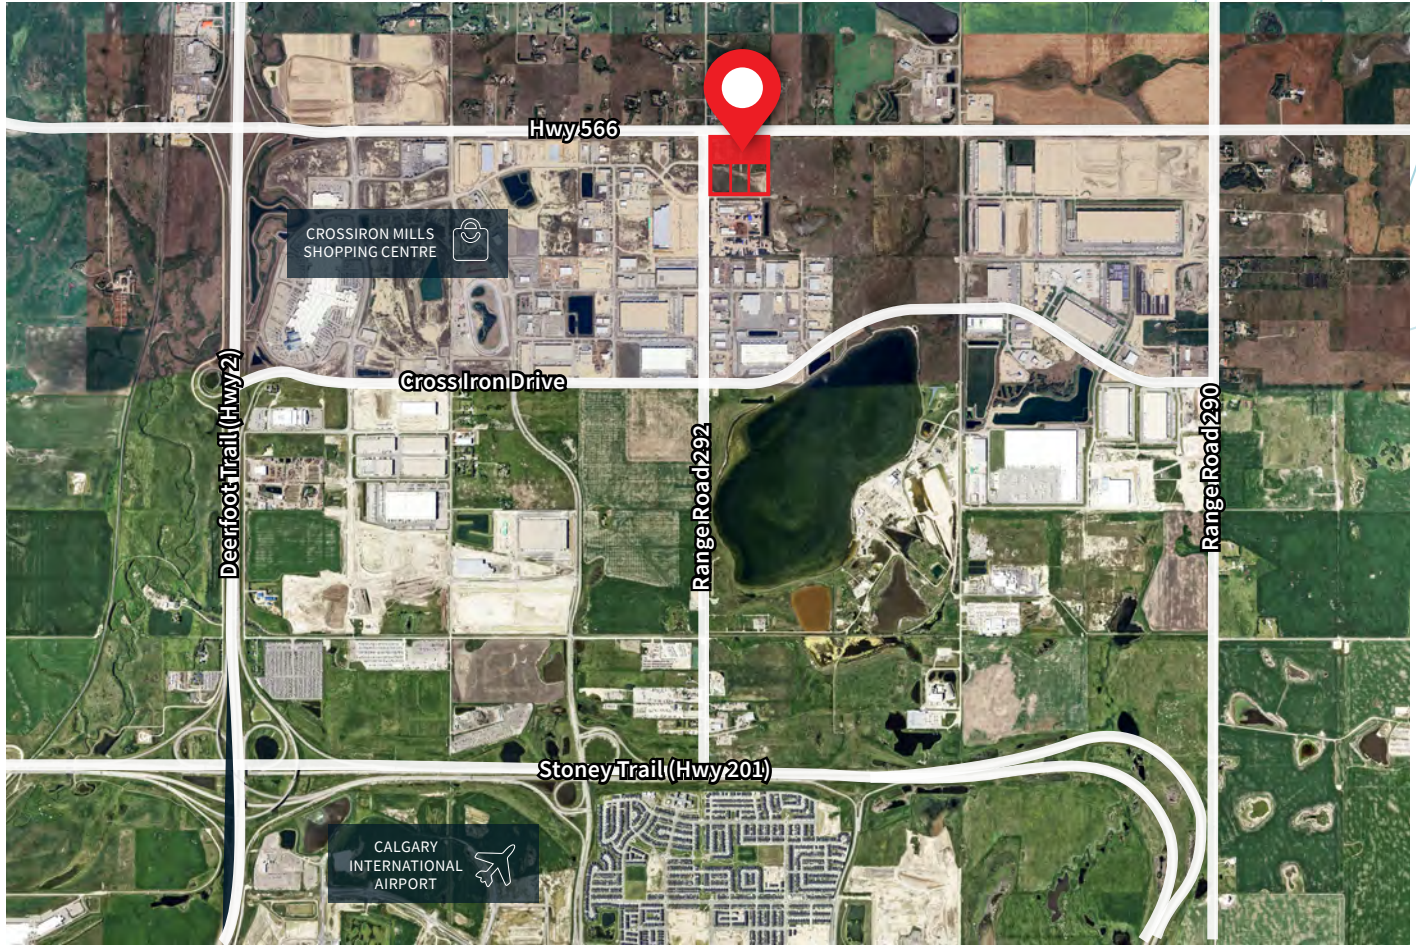 Hwy 566
CROSSIRON MILLS
SHOPPING CENTRE
Deerfoot Trail (Hwy 2)
Cross Iron Drive
Range Road 292
Range Road 290
Stoney Trail (Hwy 201)
CALGARY
INTERNATIONAL
AIRPORT